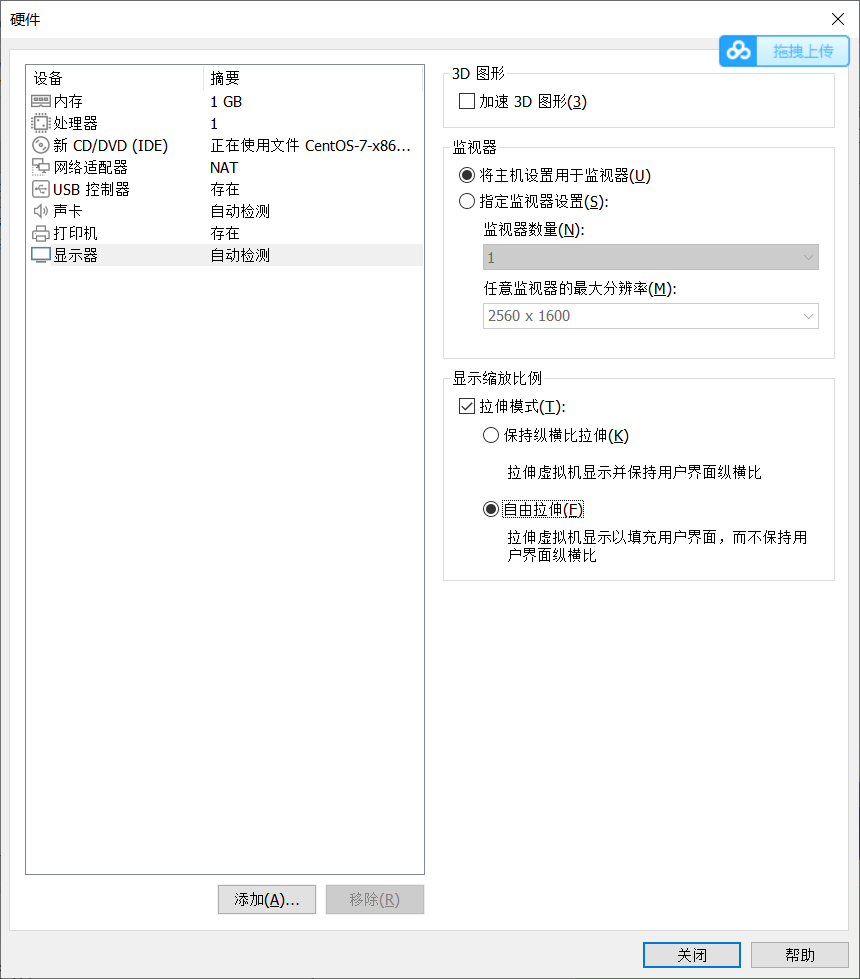 硬件
拖拽上传
设备 摘要
内存 1 GB
处理器 1
新 CD/DVD (IDE) 正在使用文件 CentOS-7-x86...
网络适配器 NAT
USB 控制器 存在
声卡 自动检测
打印机 存在
显示器 自动检测
添加(A)... 移除(R)
3D 图形
加速 3D 图形(3)
监视器
将主机设置用于监视器(U)
指定监视器设置(S):
监视器数量(N):
1
任意监视器的最大分辨率(M):
2560 x 1600
显示缩放比例
拉伸模式(T):
保持纵横比拉伸(K)
拉伸虚拟机显示并保持用户界面纵横比
自由拉伸(F)
拉伸虚拟机显示以填充用户界面，而不保持用
户界面纵横比
关闭 帮助